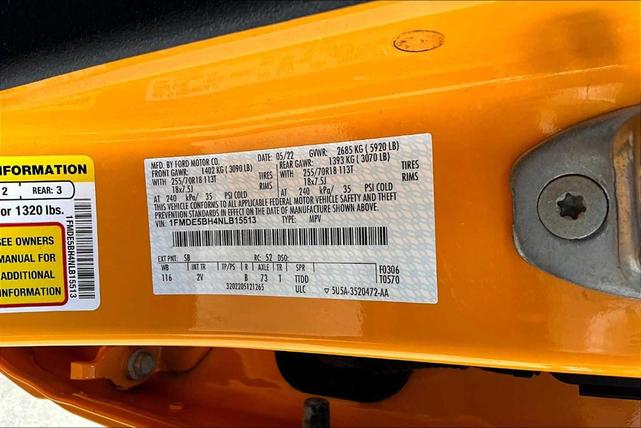 INFORMATION
2 REAR: 3
or 1320 lbs.
SEE OWNERS
MANUAL FOR
INFORMATION
1FMDE5BH4NLB15513
MFD. BY FORD MOTOR CO.
DATE: 05/22 GVWR: 2685 KG ( 5920 LB)
FRONT GAWR: 1402 KG ( 3090 LB) REAR GAWR: 1393 KG ( 3070 LB)
WITH 255/70R18 113T TIRES WITH 255/70R18 113T TIRES
18x7.5J RIMS 18x7.5J RIMS
AT 240 kPa/ 35 PSI COLD AT 240 kPa/ 35 PSI COLD
THIS VEHICLE CONFORMS TO ALL APPLICABLE FEDERAL MOTOR VEHICLE SAFETY AND THEFT
PREVENTION STANDARDS IN EFFECT ON THE DATE OF MANUFACTURE SHOWN ABOVE.
VIN: 1FMDE5BH4NLB15513 TYPE: MPV
EXT PNT: SB RC: 52 DSO:
WB INT TR TP/PS R AXLE TR SPR F0306
116 2V B 73 T TTDD T0570
3202205121265 ULC ▽ 5U5A-3520472-AA